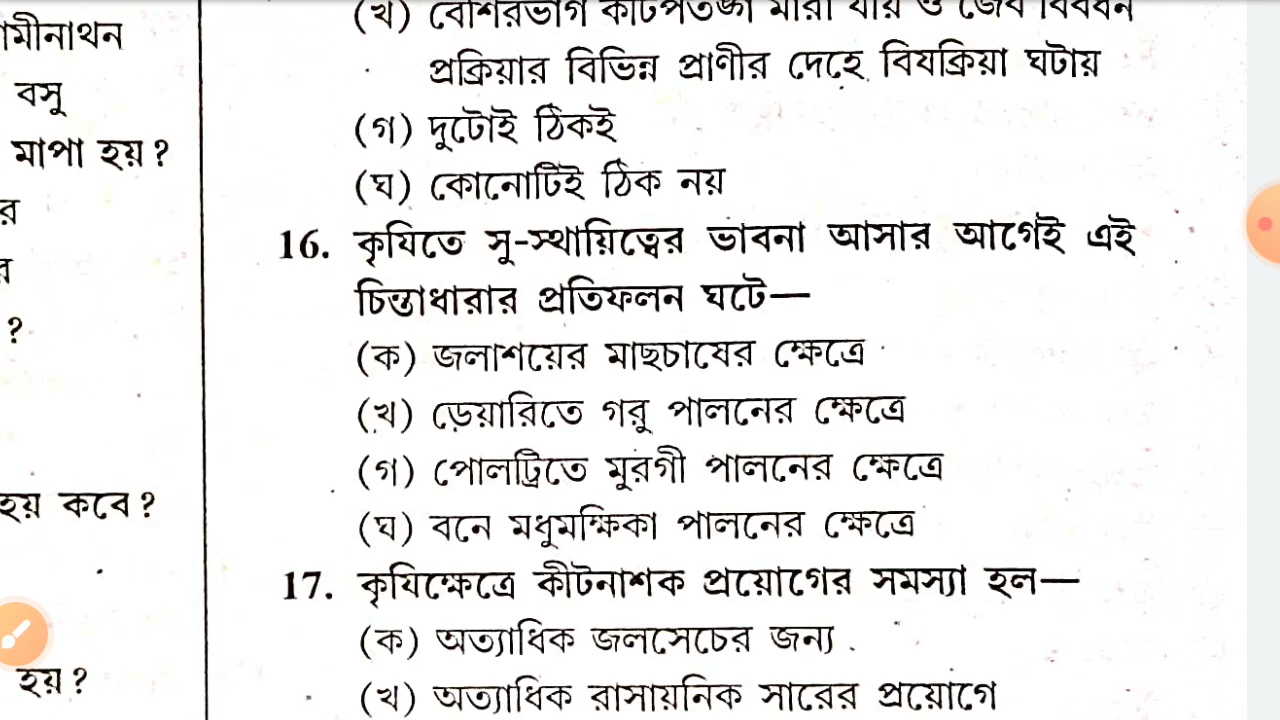 মীনাথন
বসু
মাপা হয়?
র
?
হয় কবে?
হয়?
প্রক্রিয়ার বিভিন্ন প্রাণীর দেহে বিষক্রিয়া ঘটায়
(গ) দুটোই ঠিকই
(ঘ) কোনোটিই ঠিক নয়
16. কৃষিতে সু-স্থায়িত্বের ভাবনা আসার আগেই এই
চিন্তাধারার প্রতিফলন ঘটে—
(ক) জলাশয়ের মাছচাষের ক্ষেত্রে
(খ) ডেয়ারিতে গরু পালনের ক্ষেত্রে
(গ) পোলট্রিতে মুরগী পালনের ক্ষেত্রে
(ঘ) বনে মধুমক্ষিকা পালনের ক্ষেত্রে
17. কৃষিক্ষেত্রে কীটনাশক প্রয়োগের সমস্যা হল—
(ক) অত্যাধিক জলসেচের জন্য
(খ) অত্যাধিক রাসায়নিক সারের প্রয়োগে